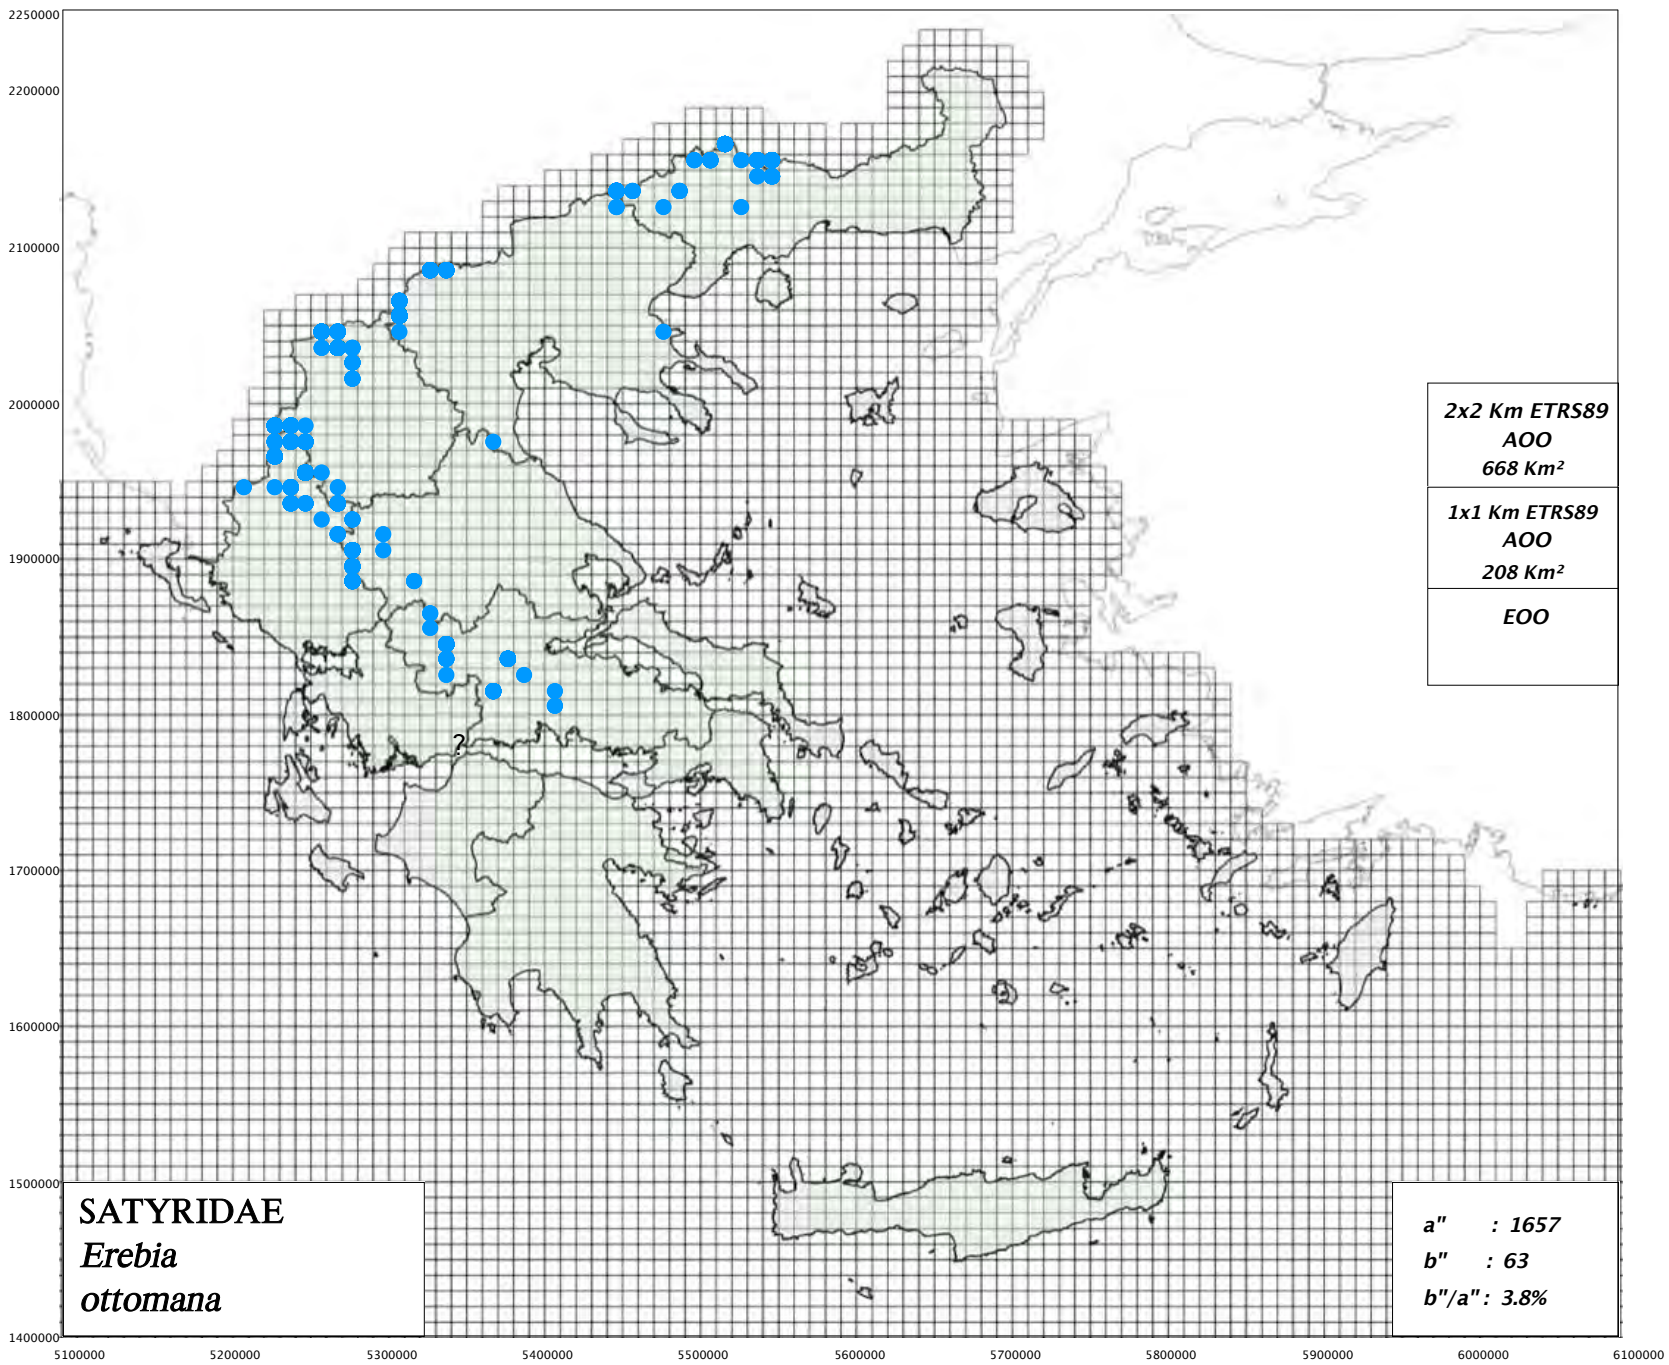 2250000
2200000
2100000
2000000
1900000
1800000
1700000
1600000
1500000
1400000
2x2 Km ETRS89
AOO
668 Km²
1x1 Km ETRS89
AOO
208 Km²
EOO
?
SATYRIDAE
Erebia
ottomana
a" : 1657
b" : 63
b"/a" : 3.8%
5100000 5200000 5300000 5400000 5500000 5600000 5700000 5800000 5900000 6000000 6100000